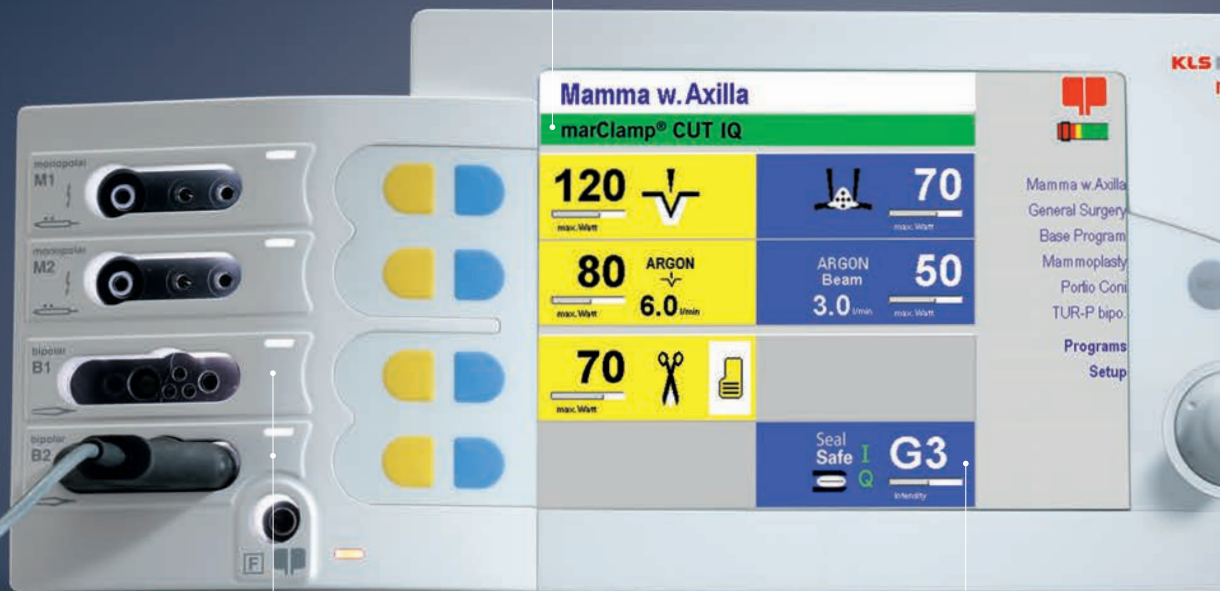 KLS
Mamma w. Axilla
marClamp® CUT IQ
monopolar
M1
120
max. Watt
70
max. Watt
monopolar
M2
80
max. Watt
ARGON
6.0 l/min
ARGON
Beam
3.0 l/min
50
max. Watt
bipolar
B1
70
max. Watt
bipolar
B2
Seal
Safe IQ
G3
Intensity
F
Mamma w. Axilla
General Surgery
Base Program
Mammoplasty
Portio Coni
TUR-P bipo.
Programs
Setup